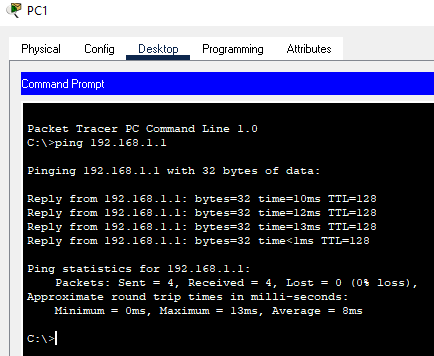 PC1
Physical Config Desktop Programming Attributes
Command Prompt
Packet Tracer PC Command Line 1.0
C:\>ping 192.168.1.1
Pinging 192.168.1.1 with 32 bytes of data:
Reply from 192.168.1.1: bytes=32 time=10ms TTL=128
Reply from 192.168.1.1: bytes=32 time=12ms TTL=128
Reply from 192.168.1.1: bytes=32 time=13ms TTL=128
Reply from 192.168.1.1: bytes=32 time<1ms TTL=128
Ping statistics for 192.168.1.1:
Packets: Sent = 4, Received = 4, Lost = 0 (0% loss),
Approximate round trip times in milli-seconds:
Minimum = 0ms, Maximum = 13ms, Average = 8ms
C:\>